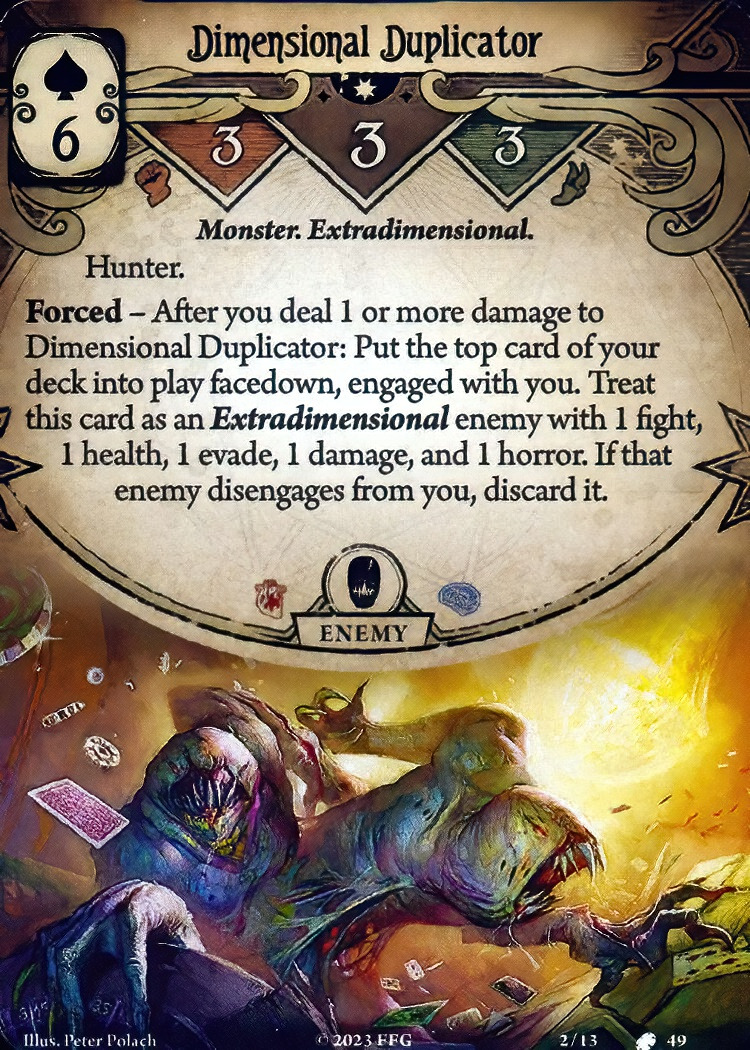 Dimensional Duplicator
6
3 3 3
Monster. Extradimensional.
Hunter.
Forced – After you deal 1 or more damage to
Dimensional Duplicator: Put the top card of your
deck into play facedown, engaged with you. Treat
this card as an Extradimensional enemy with 1 fight,
1 health, 1 evade, 1 damage, and 1 horror. If that
enemy disengages from you, discard it.
ENEMY
Illus. Peter Polach © 2023 FFG 2/13 49